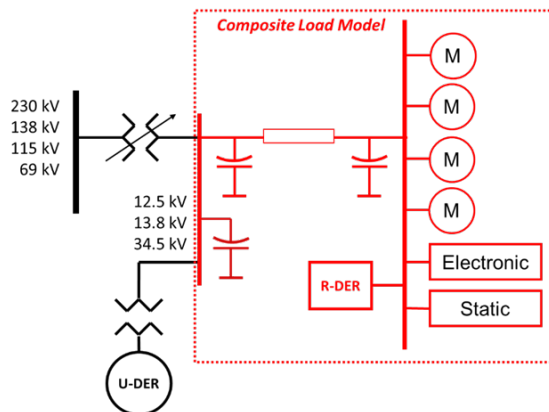 Composite Load Model
230 kV
138 kV
115 kV
69 kV
M
M
M
M
12.5 kV
13.8 kV
34.5 kV
Electronic
R-DER
Static
U-DER